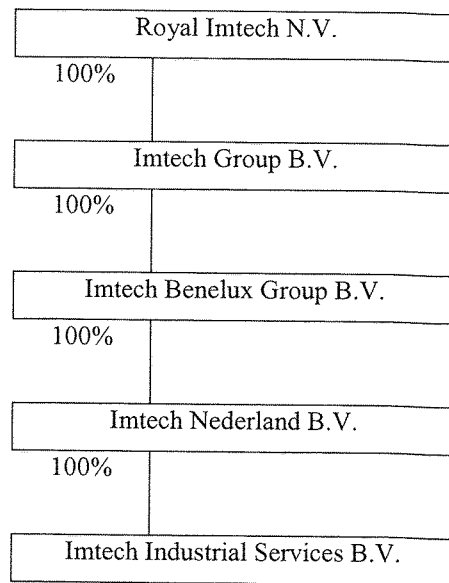 Royal Imtech N.V.
100%
Imtech Group B.V.
100%
Imtech Benelux Group B.V.
100%
Imtech Nederland B.V.
100%
Imtech Industrial Services B.V.